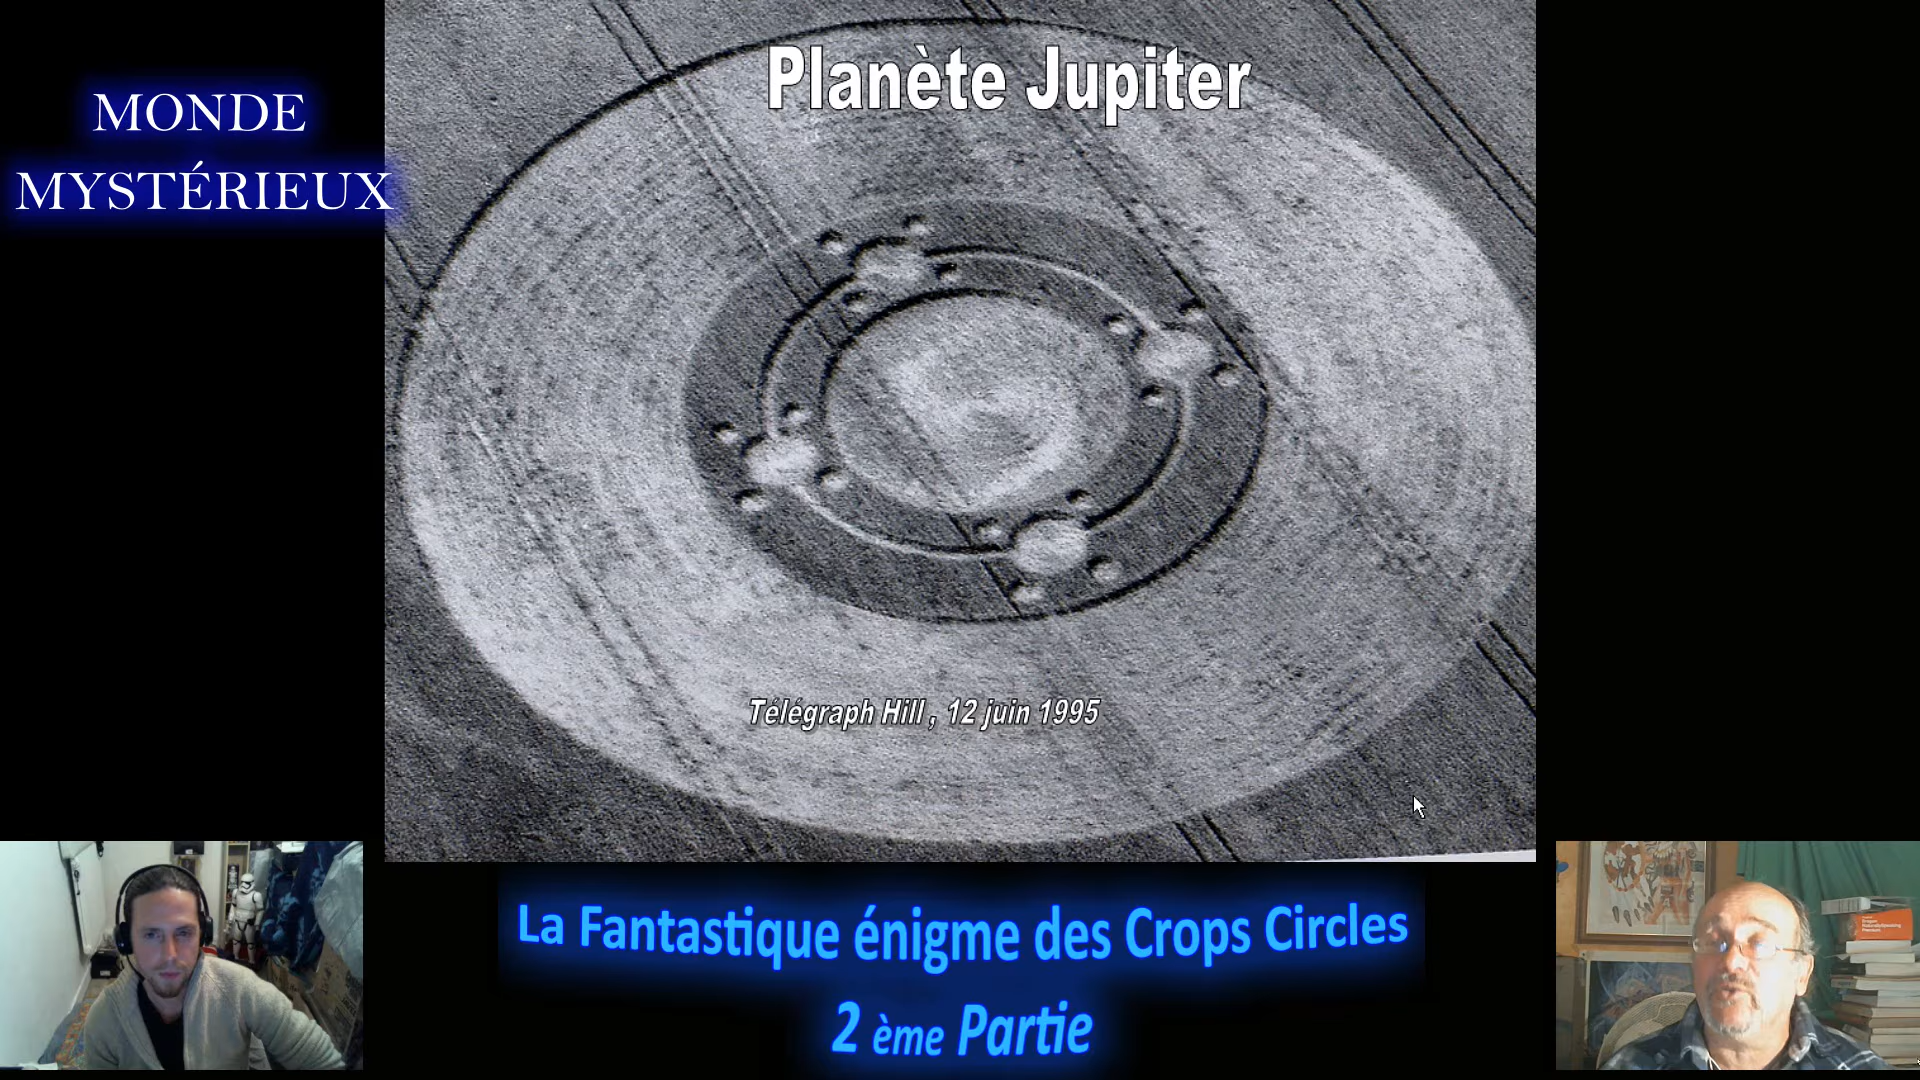 MONDE
MYSTÉRIEUX
Planète Jupiter
Télégraph Hill , 12 juin 1995
La Fantastique énigme des Crops Circles
2 ème Partie